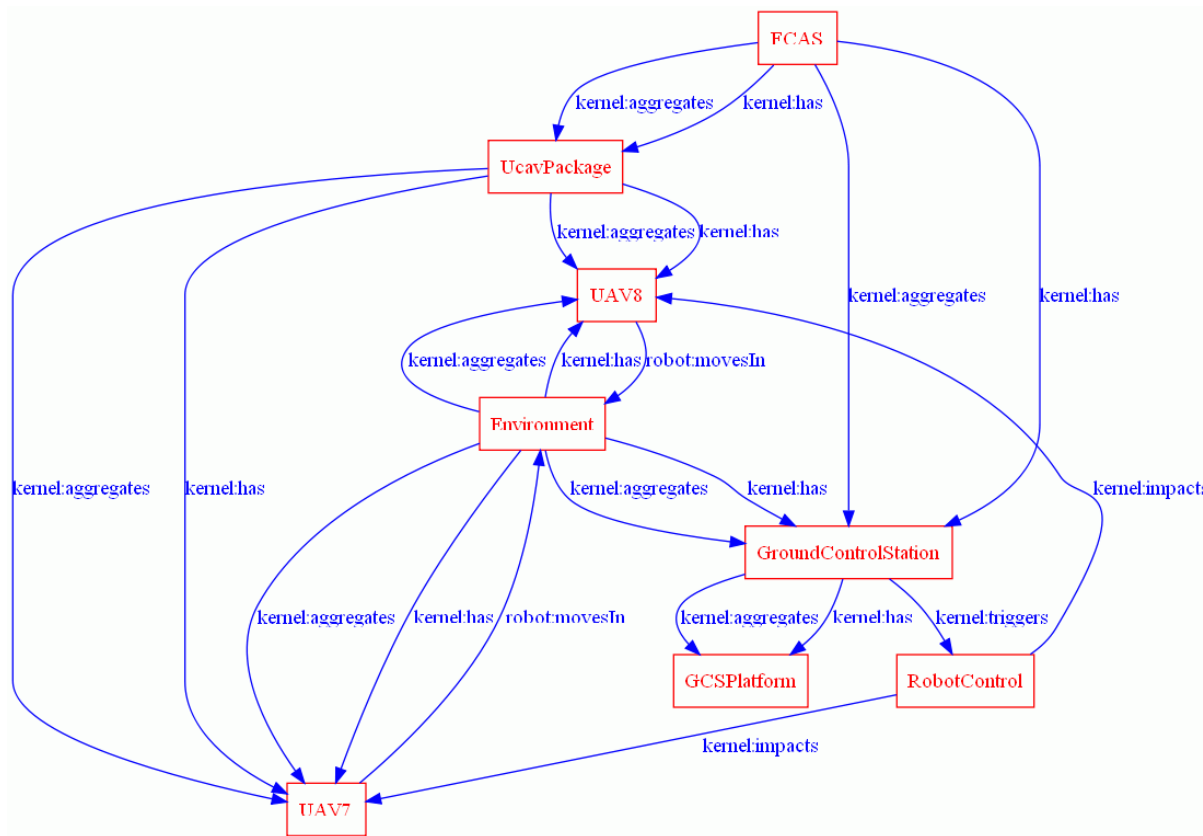 FCAS
kernel:aggregates
kernel:has
UcavPackage
kernel:aggregates
kernel:has
UAV8
kernel:aggregates
kernel:has
kernel:aggregates
kernel:has
robot:movesIn
Environment
kernel:aggregates
kernel:has
kernel:aggregates
kernel:has
kernel:impacts
GroundControlStation
kernel:aggregates
kernel:has
robot:movesIn
kernel:aggregates
kernel:has
kernel:triggers
GCSPlatform
RobotControl
kernel:impacts
UAV7